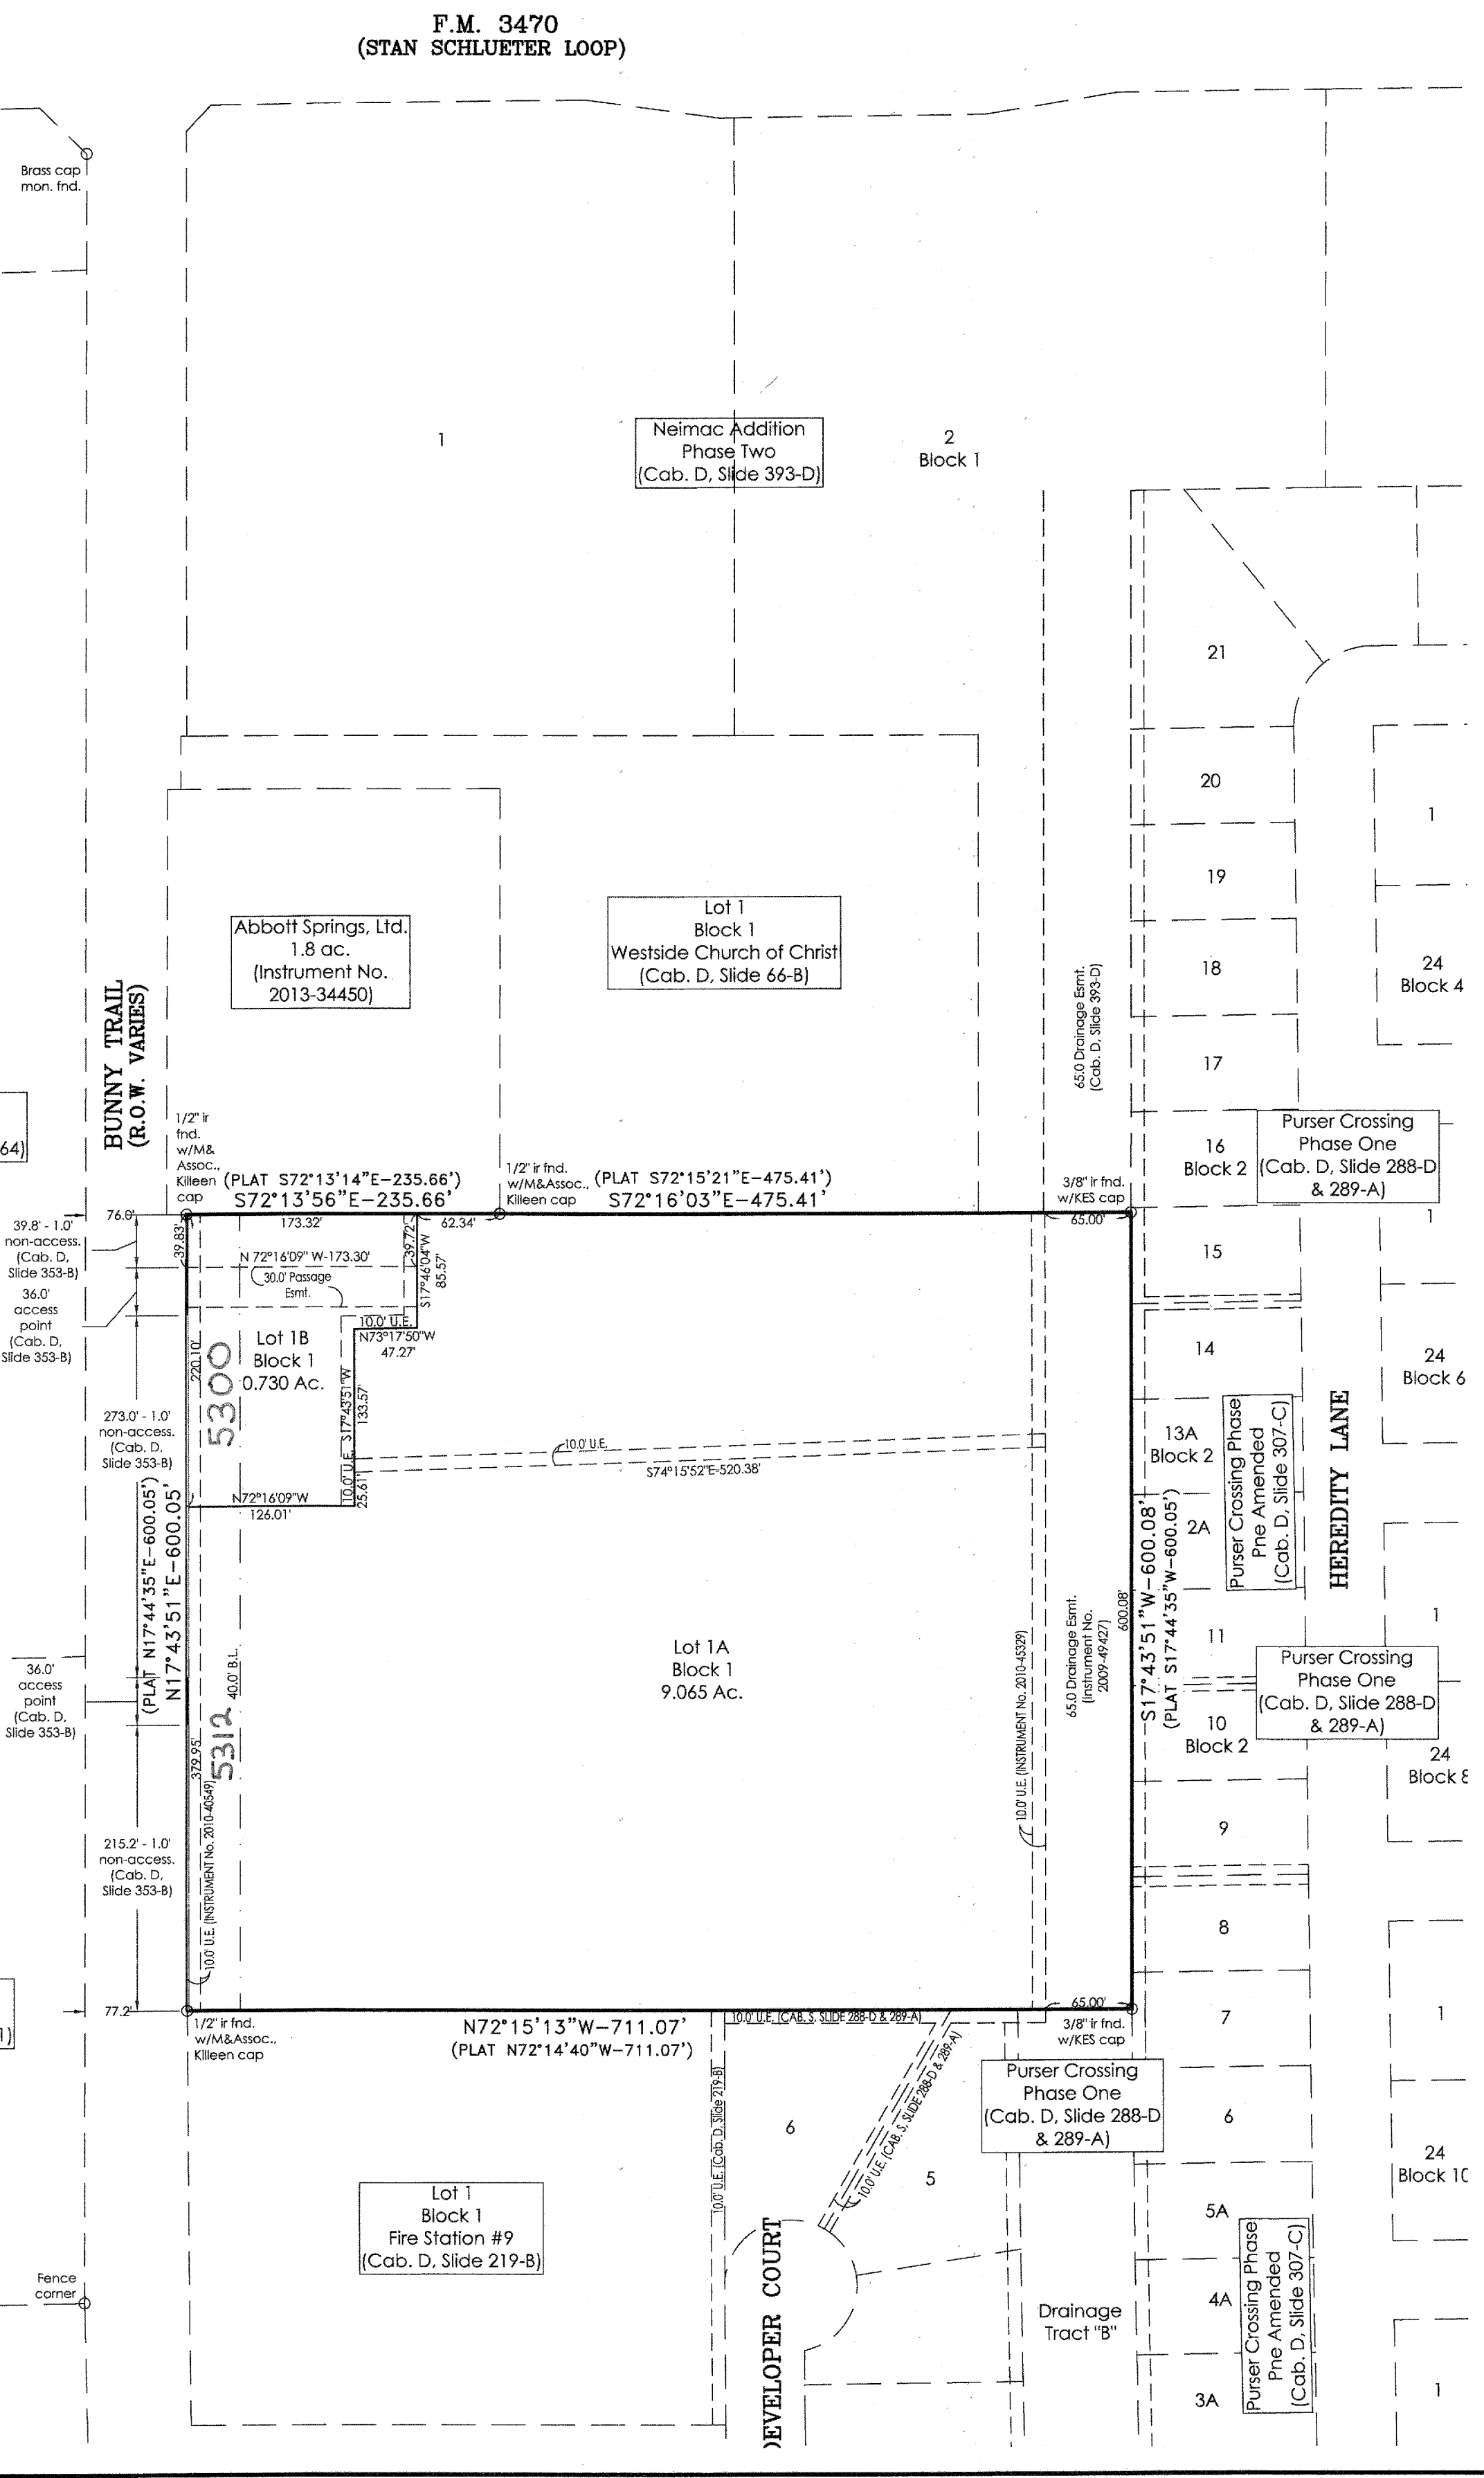 F.M. 3470
(STAN SCHLUETER LOOP)
Brass cap
mon. fnd.
1
Neimac Addition
Phase Two
(Cab. D, Slide 393-D)
2
Block 1
21
20
19
18
17
16
Block 2
1
24
Block 4
Abbott Springs, Ltd.
1.8 ac.
(Instrument No.
2013-34450)
Lot 1
Block 1
Westside Church of Christ
(Cab. D, Slide 66-B)
65.0 Drainage Esmt.
(Cab. D, Slide 393-D)
BUNNY TRAIL
(R.O.W. VARIES)
64)
1/2" ir
fnd.
w/M&
Assoc.,
Killeen
cap
(PLAT S72°13'14"E-235.66')
S72°13'56"E-235.66'
1/2" ir fnd.
w/M&Assoc.,
Killeen cap
(PLAT S72°15'21"E-475.41')
S72°16'03"E-475.41'
3/8" ir fnd.
w/KES cap
Purser Crossing
Phase One
(Cab. D, Slide 288-D
& 289-A)
76.0'
39.8' - 1.0'
non-access.
(Cab. D,
Slide 353-B)
36.0'
access
point
(Cab. D,
Slide 353-B)
39.83'
173.32'
62.34'
65.00'
N 72°16'09" W-173.30'
39.72'
S17°46'04"W
85.57'
30.0' Passage
Esmt.
10.0' U.E.
N73°17'50"W
47.27'
Lot 1B
Block 1
0.730 Ac.
220.10'
5300
10.0' U.E.
S17°43'51"W
133.57'
25.61'
10.0' U.E.
S74°15'52"E-520.38'
N72°16'09"W
126.01'
273.0' - 1.0'
non-access.
(Cab. D,
Slide 353-B)
(PLAT N17°44'35"E-600.05')
N17°43'51"E-600.05'
1
15
14
13A
Block 2
2A
24
Block 6
Purser Crossing Phase
Pne Amended
(Cab. D, Slide 307-C)
HEREDITY LANE
Lot 1A
Block 1
9.065 Ac.
10.0' U.E. (INSTRUMENT No. 2010-45329)
65.0 Drainage Esmt.
(Instrument No.
2009-49427)
600.08'
S17°43'51"W-600.08'
(PLAT S17°44'35"W-600.05')
11
10
Block 2
1
Purser Crossing
Phase One
(Cab. D, Slide 288-D
& 289-A)
24
Block 8
36.0'
access
point
(Cab. D,
Slide 353-B)
40.0' B.L.
5312
379.95'
10.0' U.E. (INSTRUMENT No. 2010-40549)
215.2' - 1.0'
non-access.
(Cab. D,
Slide 353-B)
9
8
7
6
5A
4A
3A
1
24
Block 10
1
77.2'
1)
1/2" ir fnd.
w/M&Assoc.,
Killeen cap
N72°15'13"W-711.07'
(PLAT N72°14'40"W-711.07')
10.0' U.E. (CAB. S, SLIDE 288-D & 289-A)
65.00'
3/8" ir fnd.
w/KES cap
Purser Crossing
Phase One
(Cab. D, Slide 288-D
& 289-A)
10.0' U.E. (Cab. D, Slide 219-B)
10.0' U.E. (CAB. S, SLIDE 288-D & 289-A)
6
5
Lot 1
Block 1
Fire Station #9
(Cab. D, Slide 219-B)
Fence
corner
EVELOPER COURT
Drainage
Tract "B"
Purser Crossing Phase
Pne Amended
(Cab. D, Slide 307-C)